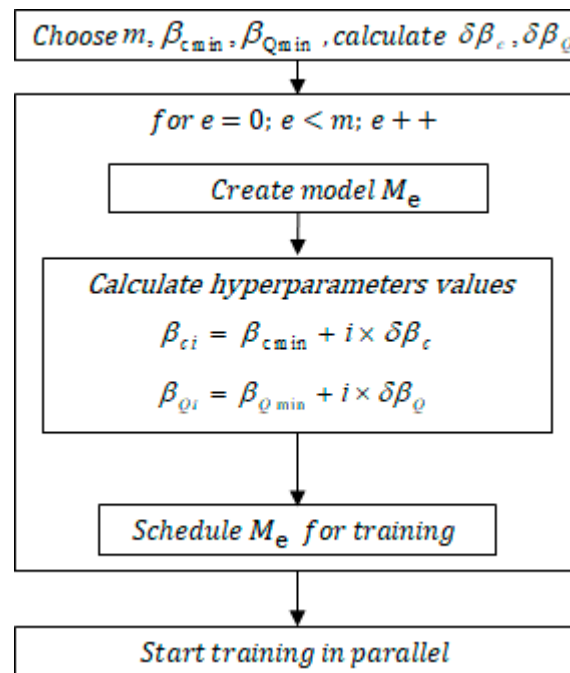 Choose m, β_cmin, β_Qmin, calculate δβ_c, δβ_Q
for e = 0; e < m; e ++
Create model M_e
Calculate hyperparameters values
β_ci = β_cmin + i × δβ_c
β_Qi = β_Qmin + i × δβ_Q
Schedule M_e for training
Start training in parallel